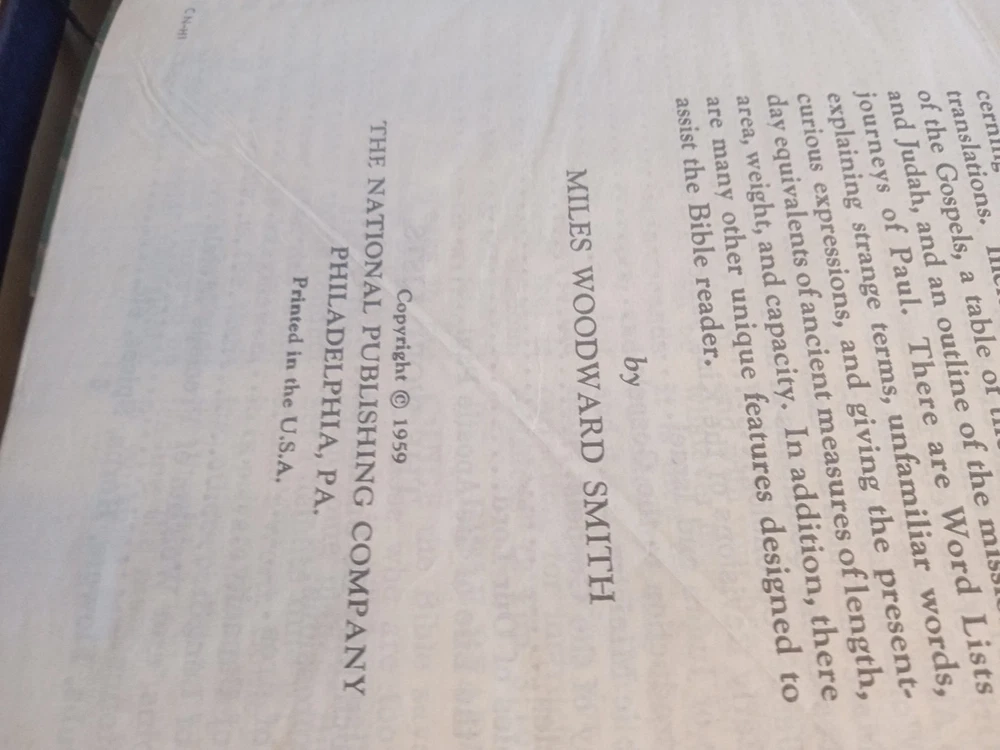 translations.
of the Gospels, a table of
and Judah, and an outline of the
journeys of Paul. There are Word Lists
explaining strange terms, unfamiliar words,
curious expressions, and giving the present-
day equivalents of ancient measures of length,
area, weight, and capacity. In addition, there
are many other unique features designed to
assist the Bible reader.
by
MILES WOODWARD SMITH
Copyright © 1959
THE NATIONAL PUBLISHING COMPANY
PHILADELPHIA, PA.
Printed in the U.S.A.